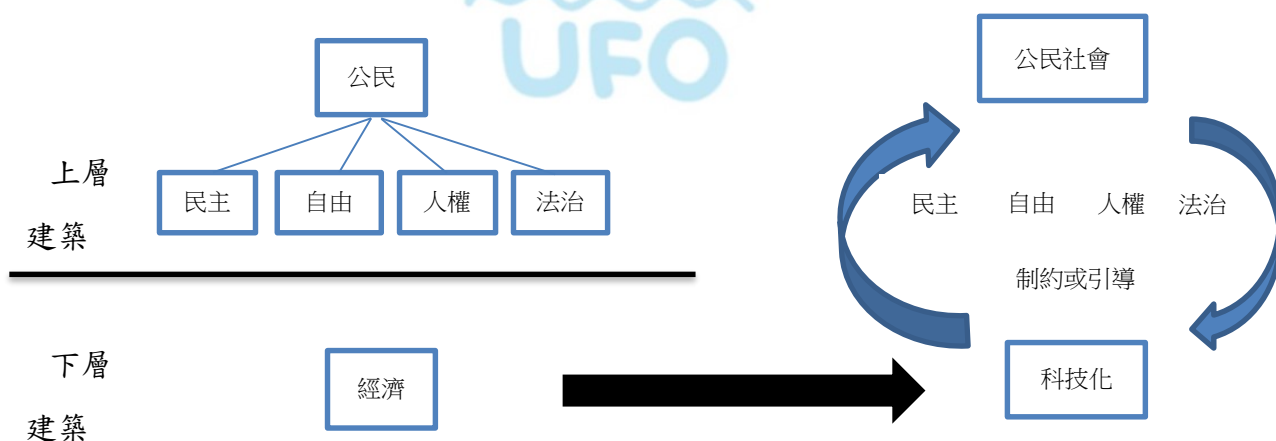 UFO
公民
公民社會
上層
建築
民主
自由
人權
法治
民主 自由 人權 法治
制約或引導
下層
建築
經濟
科技化